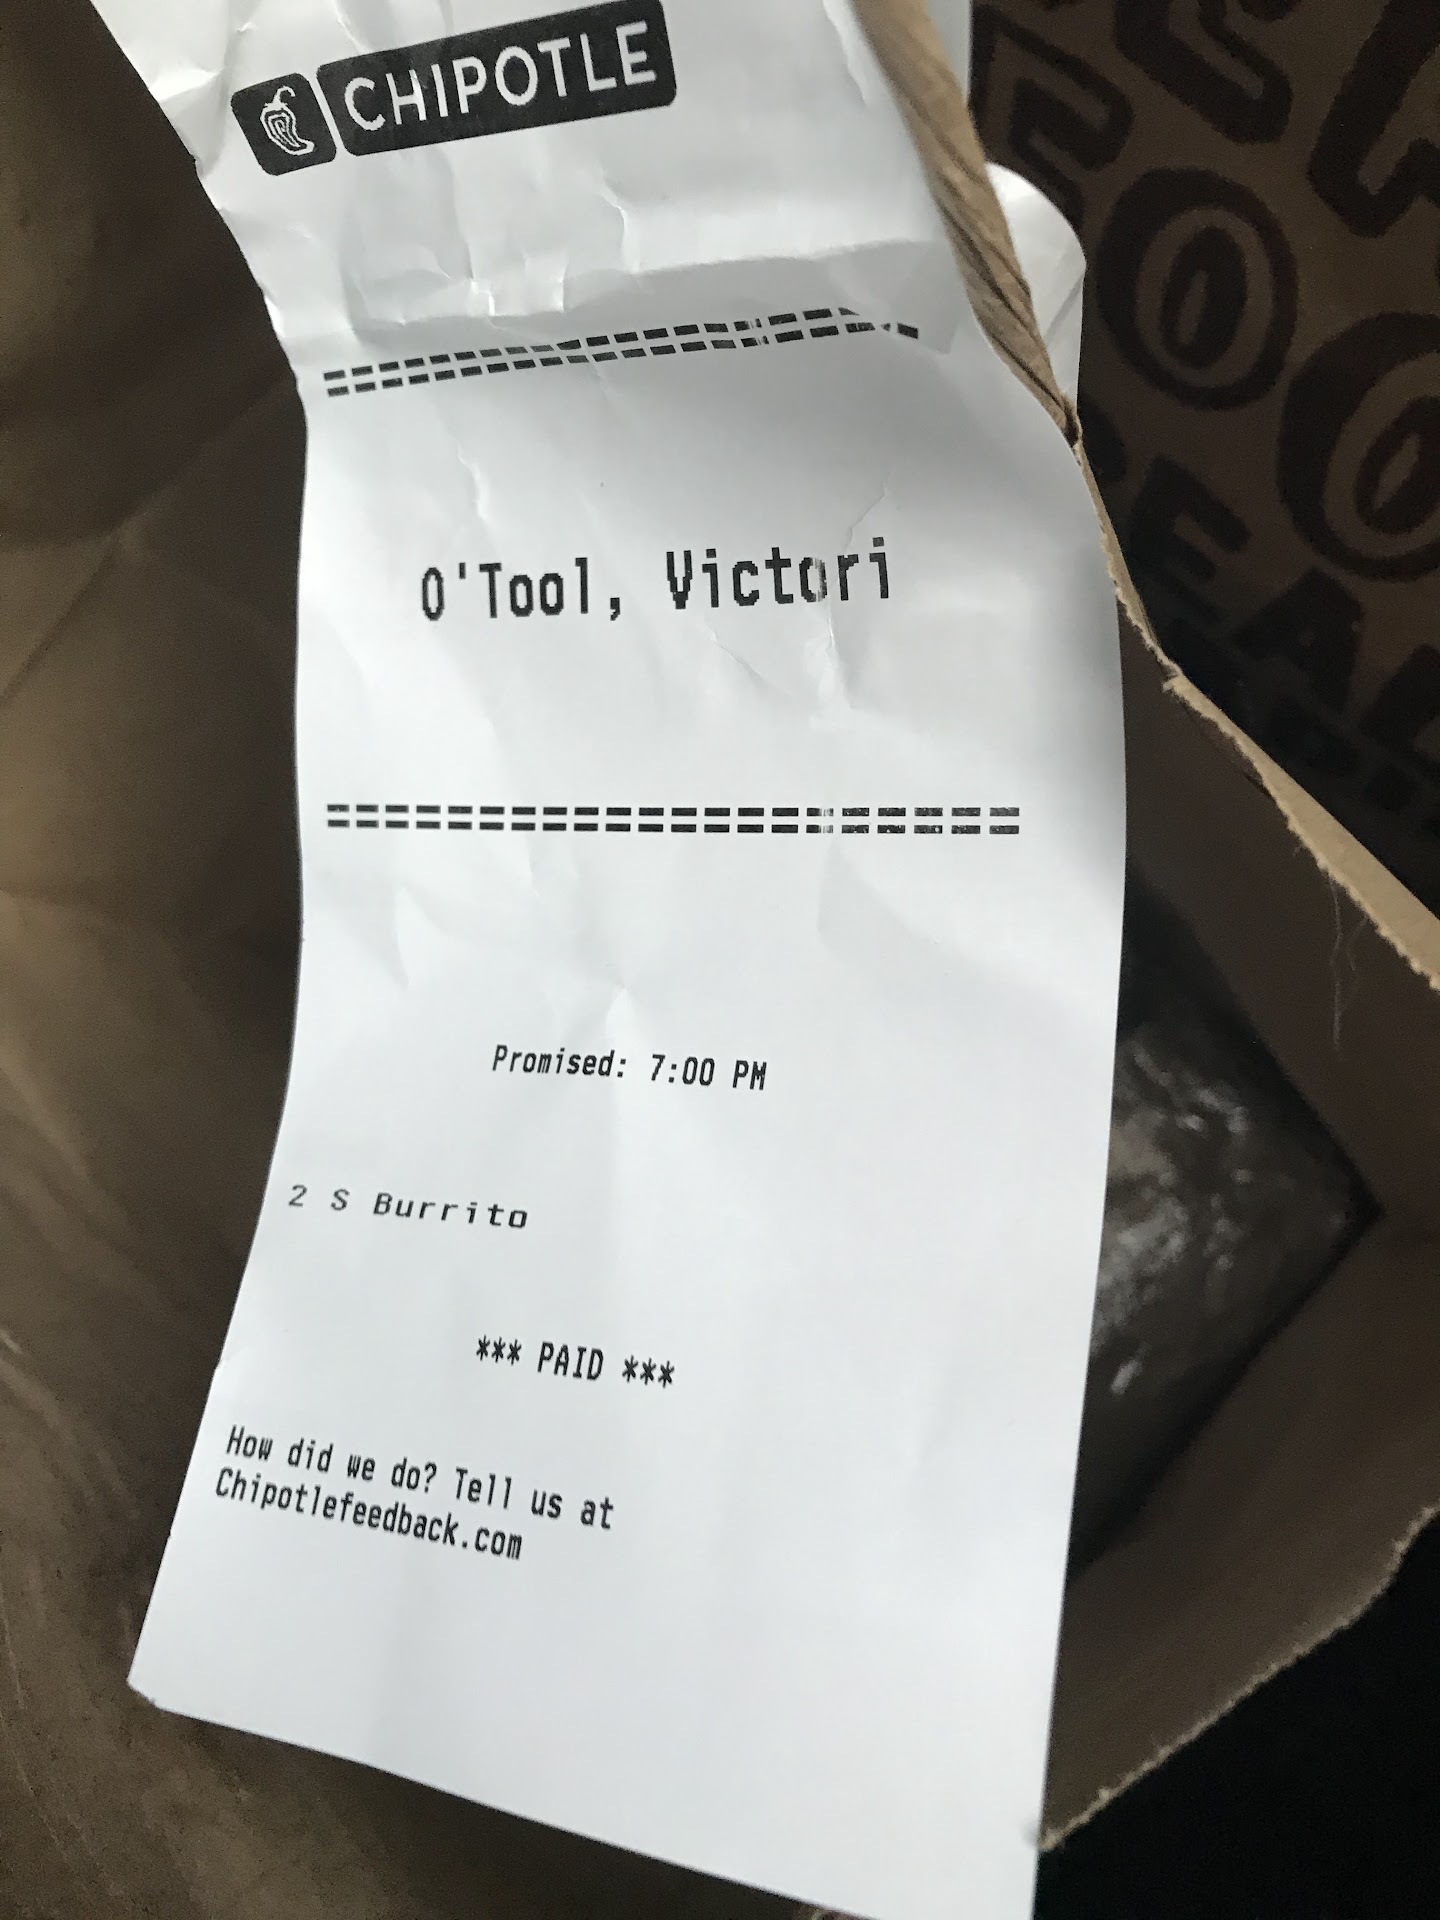 CHIPOTLE
======================
O'Tool, Victori
======================
Promised: 7:00 PM
2 S Burrito
*** PAID ***
How did we do? Tell us at
Chipotlefeedback.com